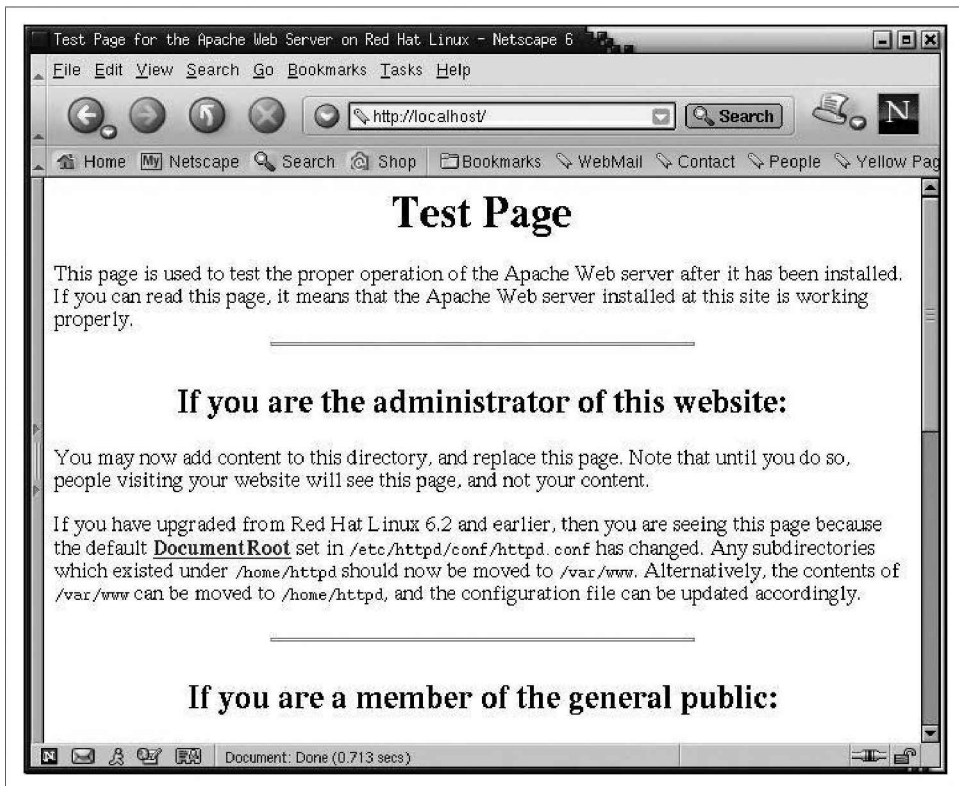 Test Page for the Apache Web Server on Red Hat Linux - Netscape 6
File Edit View Search Go Bookmarks Tasks Help
http://localhost/ Search N
Home My Netscape Search Shop Bookmarks WebMail Contact People Yellow Pag
Test Page
This page is used to test the proper operation of the Apache Web server after it has been installed.
If you can read this page, it means that the Apache Web server installed at this site is working
properly.
If you are the administrator of this website:
You may now add content to this directory, and replace this page. Note that until you do so,
people visiting your website will see this page, and not your content.
If you have upgraded from Red Hat Linux 6.2 and earlier, then you are seeing this page because
the default DocumentRoot set in /etc/httpd/conf/httpd.conf has changed. Any subdirectories
which existed under /home/httpd should now be moved to /var/www. Alternatively, the contents of
/var/www can be moved to /home/httpd, and the configuration file can be updated accordingly.
If you are a member of the general public:
N Document: Done (0.713 secs)